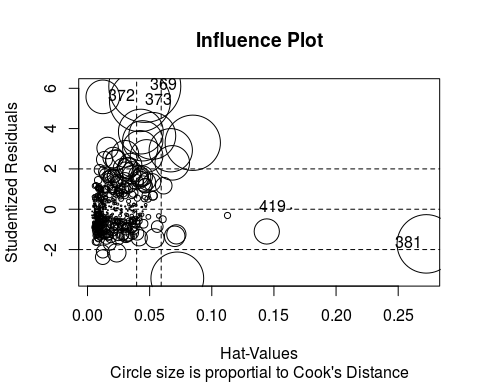 Influence Plot
Studentized Residuals
6
4
2
0
-2
369
372
373
419
381
0.00 0.05 0.10 0.15 0.20 0.25
Hat-Values
Circle size is proportial to Cook's Distance